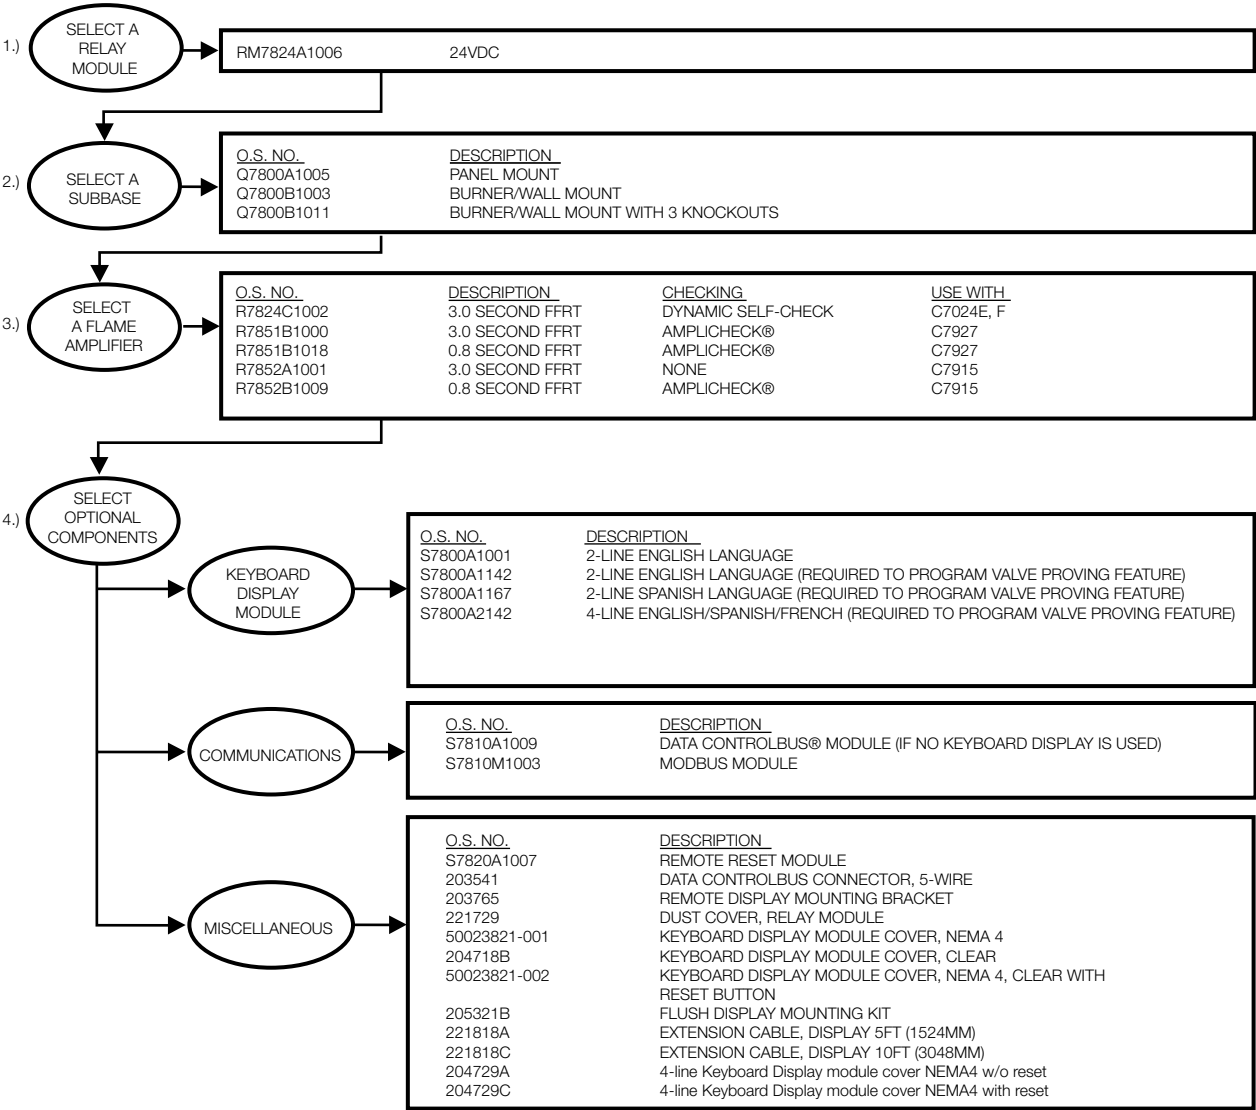 1.)
SELECT A
RELAY
MODULE
RM7824A1006 24VDC
2.)
SELECT A
SUBBASE
O.S. NO. DESCRIPTION
Q7800A1005 PANEL MOUNT
Q7800B1003 BURNER/WALL MOUNT
Q7800B1011 BURNER/WALL MOUNT WITH 3 KNOCKOUTS
3.)
SELECT
A FLAME
AMPLIFIER
O.S. NO. DESCRIPTION CHECKING USE WITH
R7824C1002 3.0 SECOND FFRT DYNAMIC SELF-CHECK C7024E, F
R7851B1000 3.0 SECOND FFRT AMPLICHECK® C7927
R7851B1018 0.8 SECOND FFRT AMPLICHECK® C7927
R7852A1001 3.0 SECOND FFRT NONE C7915
R7852B1009 0.8 SECOND FFRT AMPLICHECK® C7915
4.)
SELECT
OPTIONAL
COMPONENTS
KEYBOARD
DISPLAY
MODULE
O.S. NO. DESCRIPTION
S7800A1001 2-LINE ENGLISH LANGUAGE
S7800A1142 2-LINE ENGLISH LANGUAGE (REQUIRED TO PROGRAM VALVE PROVING FEATURE)
S7800A1167 2-LINE SPANISH LANGUAGE (REQUIRED TO PROGRAM VALVE PROVING FEATURE)
S7800A2142 4-LINE ENGLISH/SPANISH/FRENCH (REQUIRED TO PROGRAM VALVE PROVING FEATURE)
COMMUNICATIONS
O.S. NO. DESCRIPTION
S7810A1009 DATA CONTROLBUS® MODULE (IF NO KEYBOARD DISPLAY IS USED)
S7810M1003 MODBUS MODULE
MISCELLANEOUS
O.S. NO. DESCRIPTION
S7820A1007 REMOTE RESET MODULE
203541 DATA CONTROLBUS CONNECTOR, 5-WIRE
203765 REMOTE DISPLAY MOUNTING BRACKET
221729 DUST COVER, RELAY MODULE
50023821-001 KEYBOARD DISPLAY MODULE COVER, NEMA 4
204718B KEYBOARD DISPLAY MODULE COVER, CLEAR
50023821-002 KEYBOARD DISPLAY MODULE COVER, NEMA 4, CLEAR WITH
RESET BUTTON
205321B FLUSH DISPLAY MOUNTING KIT
221818A EXTENSION CABLE, DISPLAY 5FT (1524MM)
221818C EXTENSION CABLE, DISPLAY 10FT (3048MM)
204729A 4-line Keyboard Display module cover NEMA4 w/o reset
204729C 4-line Keyboard Display module cover NEMA4 with reset